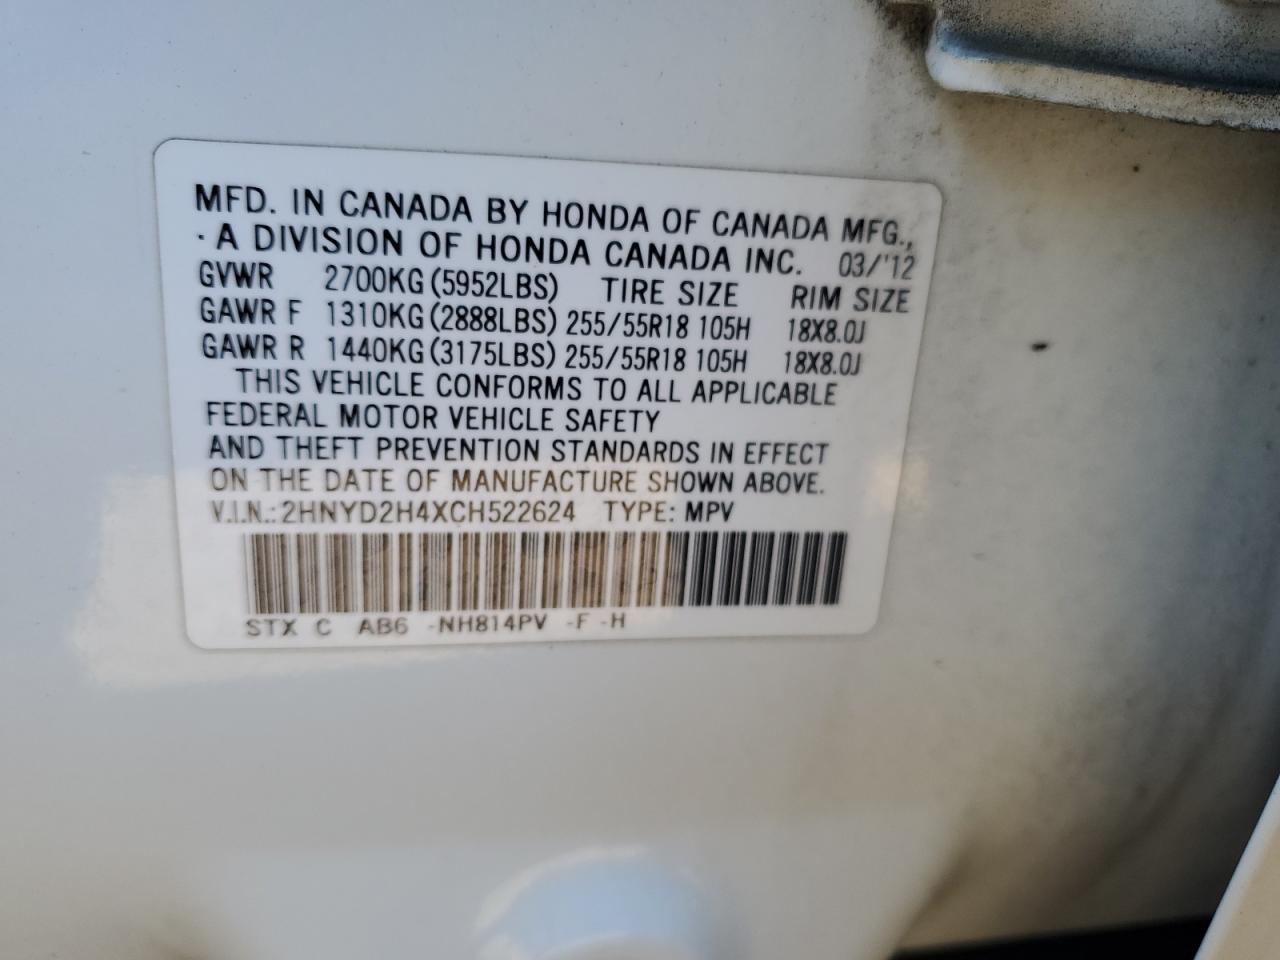 MFD. IN CANADA BY HONDA OF CANADA MFG.,
· A DIVISION OF HONDA CANADA INC. 03/'12
GVWR 2700KG (5952LBS) TIRE SIZE RIM SIZE
GAWR F 1310KG (2888LBS) 255/55R18 105H 18X8.0J
GAWR R 1440KG (3175LBS) 255/55R18 105H 18X8.0J
THIS VEHICLE CONFORMS TO ALL APPLICABLE
FEDERAL MOTOR VEHICLE SAFETY
AND THEFT PREVENTION STANDARDS IN EFFECT
ON THE DATE OF MANUFACTURE SHOWN ABOVE.
V.I.N.: 2HNYD2H4XCH522624 TYPE: MPV
STX C AB6 -NH814PV -F -H